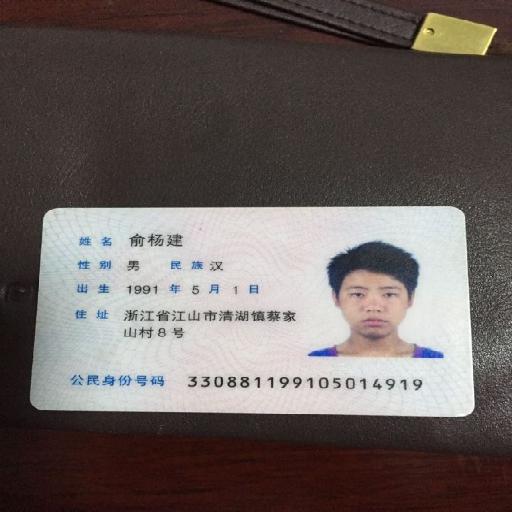 姓名 俞杨建
性别 男 民族 汉
出生 1991 年 5 月 1 日
住址 浙江省江山市清湖镇蔡家
山村8号
公民身份号码 330881199105014919